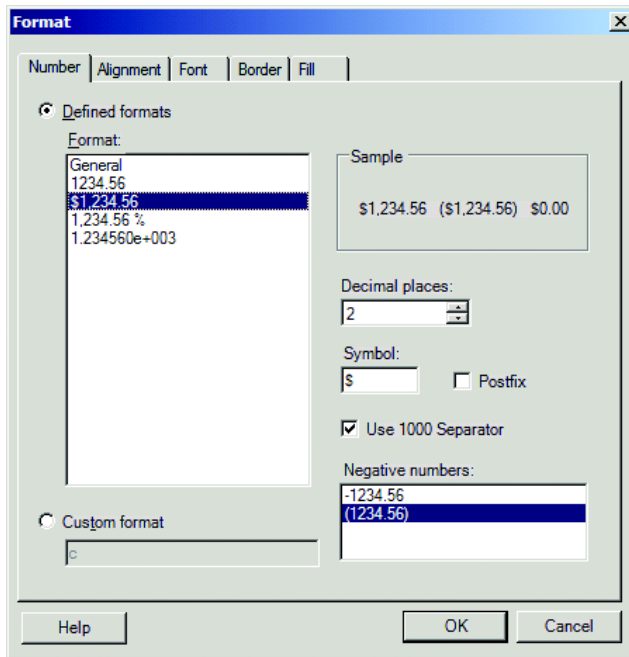 Format
Number Alignment Font Border Fill
Defined formats
Format:
General
1234.56
$1,234.56
1,234.56 %
1.234560e+003
Sample
$1,234.56 ($1,234.56) $0.00
Decimal places:
2
Symbol:
$
Postfix
Use 1000 Separator
Negative numbers:
-1234.56
(1234.56)
Custom format
c
Help OK Cancel